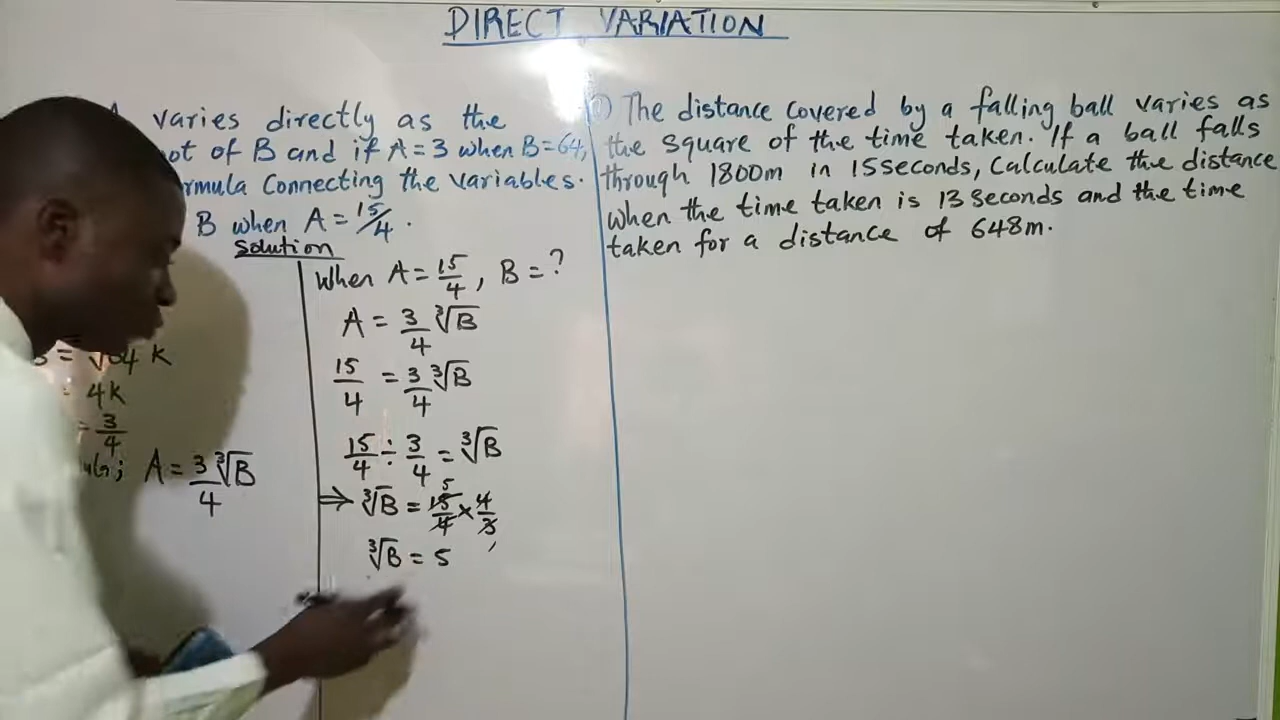 DIRECT VARIATION
varies directly as the
of B and if A = 3 when B = 64,
Connecting the variables.
B when A = 15/4.
Solution
K
= 4K
= 3/4
A = 3/4 ∛B
When A = 15/4, B = ?
A = 3/4 ∛B
15/4 = 3/4 ∛B
15/4 ÷ 3/4 = ∛B
⇒ ∛B = 15/4 × 4/3
5
∛B = 5
The distance covered by a falling ball varies as
the square of the time taken. If a ball falls
through 1800m in 15seconds, Calculate the distance
when the time taken is 13 seconds and the time
taken for a distance of 648m.